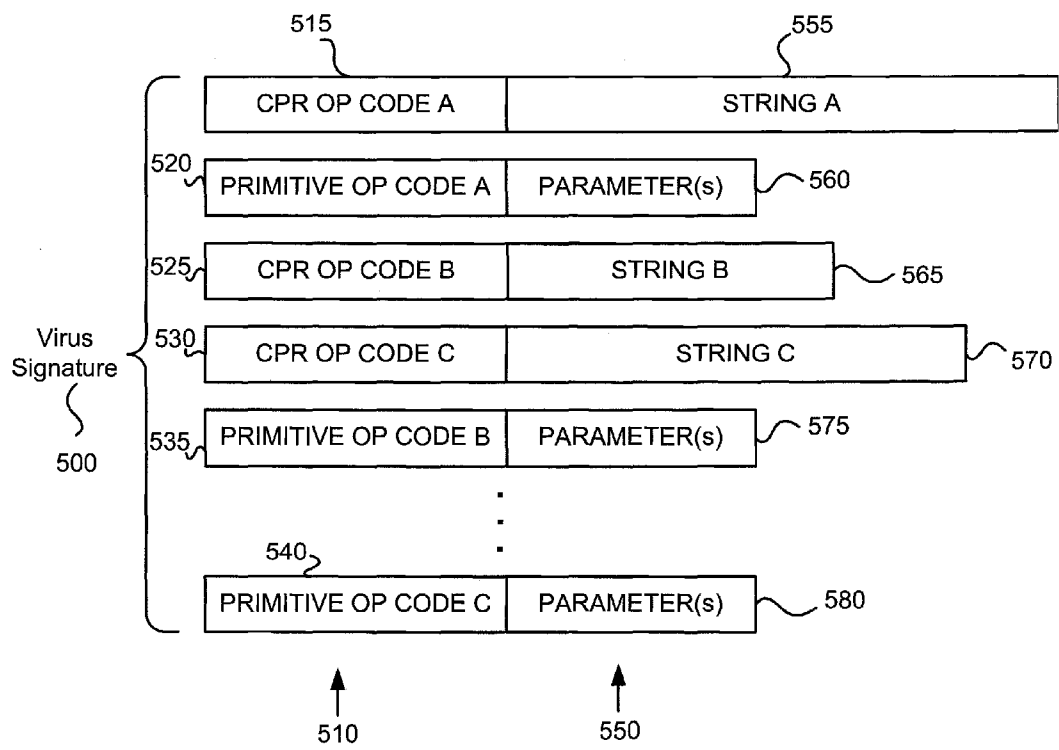 515 555
CPR OP CODE A STRING A
520 PRIMITIVE OP CODE A PARAMETER(s) 560
525 CPR OP CODE B STRING B 565
530 CPR OP CODE C STRING C 570
Virus
Signature
500
535 PRIMITIVE OP CODE B PARAMETER(s) 575
540
PRIMITIVE OP CODE C PARAMETER(s) 580
510 550